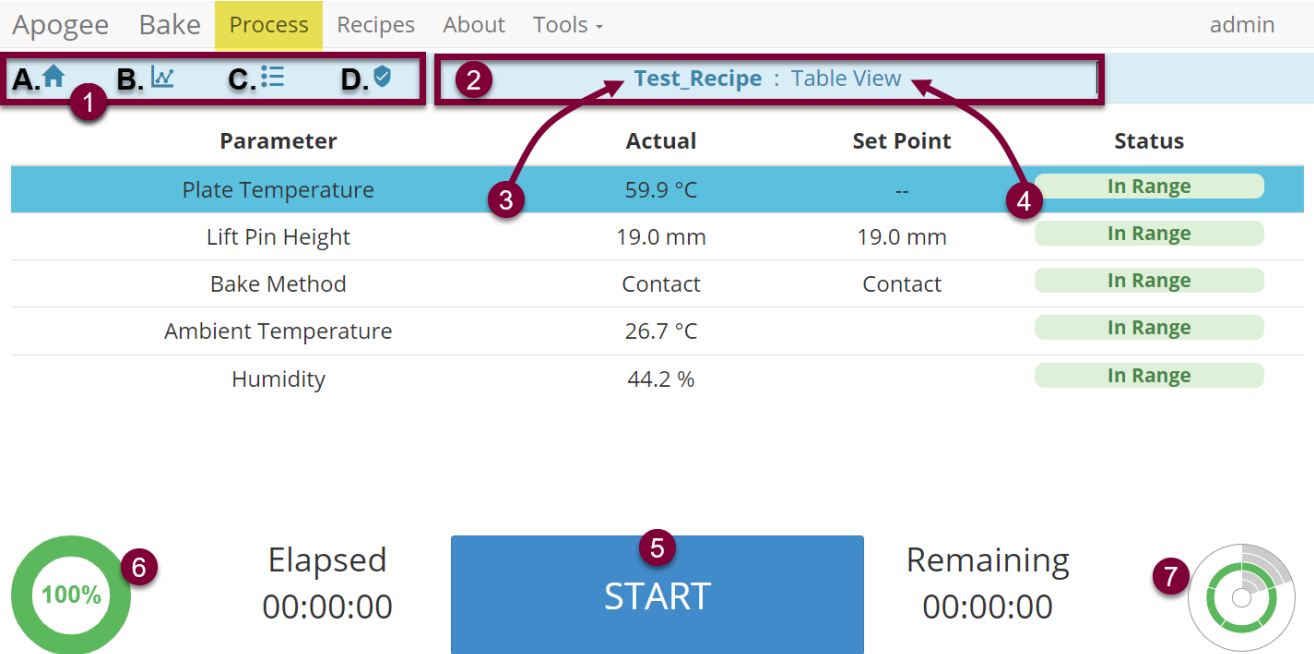 Apogee Bake Process Recipes About Tools admin
A. B. C. D. 2 Test_Recipe : Table View
1
Parameter Actual Set Point Status
Plate Temperature 59.9 °C -- In Range
3 4
Lift Pin Height 19.0 mm 19.0 mm In Range
Bake Method Contact Contact In Range
Ambient Temperature 26.7 °C In Range
Humidity 44.2 % In Range
5
Elapsed Remaining
6 7
100% START
00:00:00 00:00:00